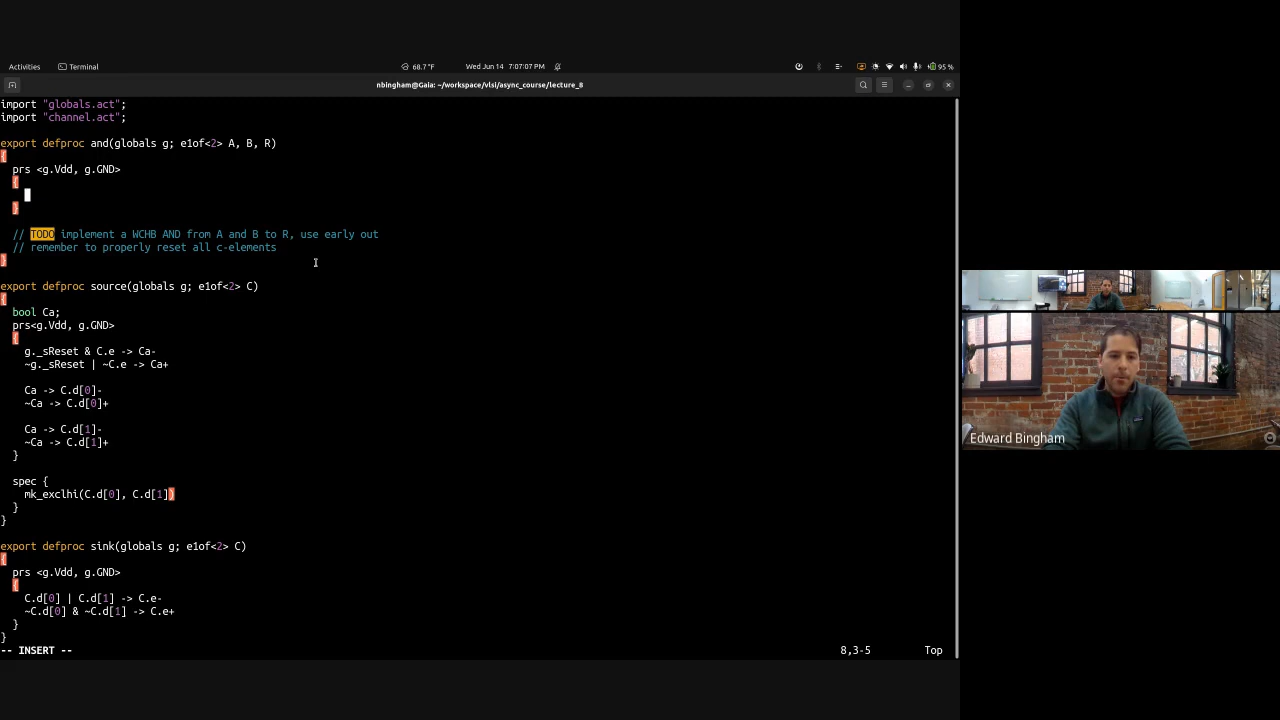 Activities
Terminal
68.7 °F
Wed Jun 14 7:07:07 PM
95 %
nbingham@Gaia: ~/workspace/vlsi/async_course/lecture_8
import "globals.act";
import "channel.act";
export defproc and(globals g; e1of<2> A, B, R)
{
prs <g.Vdd, g.GND>
{
}
// TODO implement a WCHB AND from A and B to R, use early out
// remember to properly reset all c-elements
}
export defproc source(globals g; e1of<2> C)
{
bool Ca;
prs<g.Vdd, g.GND>
{
g._sReset & C.e -> Ca-
~g._sReset | ~C.e -> Ca+
Ca -> C.d[0]-
~Ca -> C.d[0]+
Ca -> C.d[1]-
~Ca -> C.d[1]+
}
spec {
mk_exclhi(C.d[0], C.d[1])
}
}
export defproc sink(globals g; e1of<2> C)
{
prs <g.Vdd, g.GND>
{
C.d[0] | C.d[1] -> C.e-
~C.d[0] & ~C.d[1] -> C.e+
}
}
-- INSERT --
8,3-5
Top
Edward Bingham